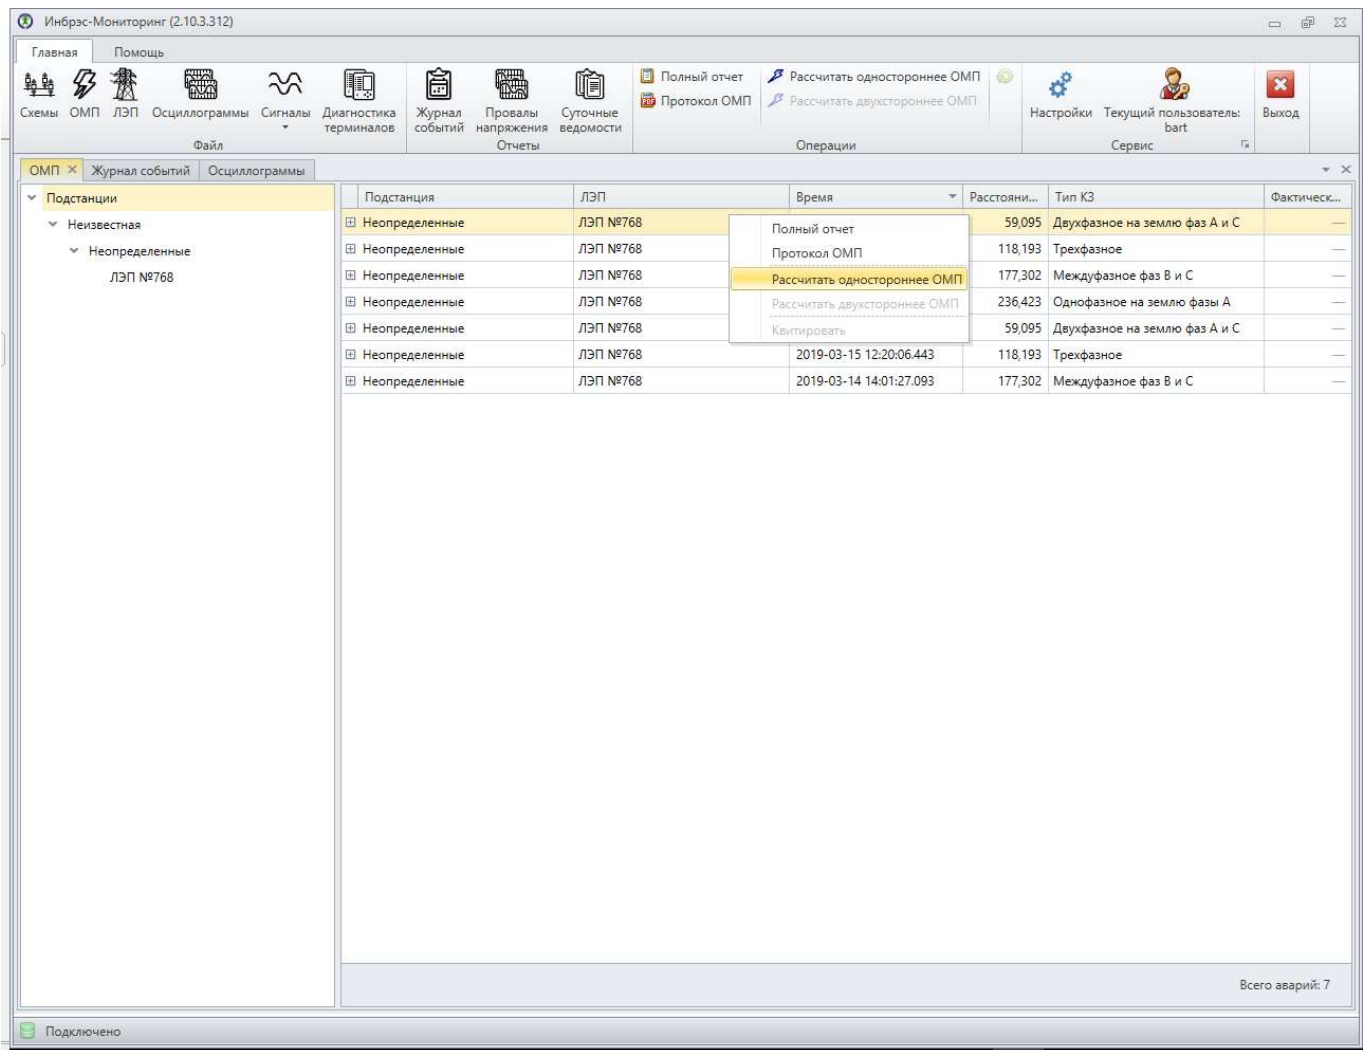 Инбрэс-Мониторинг (2.10.3.312)
Главная Помощь
Схемы ОМП ЛЭП Осциллограммы Сигналы Диагностика терминалов
Файл
Журнал событий Провалы напряжения Суточные ведомости
Отчеты
Полный отчет Рассчитать одностороннее ОМП
Протокол ОМП Рассчитать двухстороннее ОМП
Операции
Настройки Текущий пользователь: bart
Сервис
Выход
ОМП Журнал событий Осциллограммы
Подстанции
Неизвестная
Неопределенные
ЛЭП №768
Подстанция ЛЭП Время Расстояни... Тип КЗ Фактическ...
Неопределенные ЛЭП №768 59,095 Двухфазное на землю фаз А и С —
Неопределенные ЛЭП №768 118,193 Трехфазное —
Неопределенные ЛЭП №768 177,302 Междуфазное фаз В и С —
Неопределенные ЛЭП №768 236,423 Однофазное на землю фазы А —
Неопределенные ЛЭП №768 59,095 Двухфазное на землю фаз А и С —
Неопределенные ЛЭП №768 2019-03-15 12:20:06.443 118,193 Трехфазное —
Неопределенные ЛЭП №768 2019-03-14 14:01:27.093 177,302 Междуфазное фаз В и С —
Полный отчет
Протокол ОМП
Рассчитать одностороннее ОМП
Рассчитать двухстороннее ОМП
Квитировать
Всего аварий: 7
Подключено